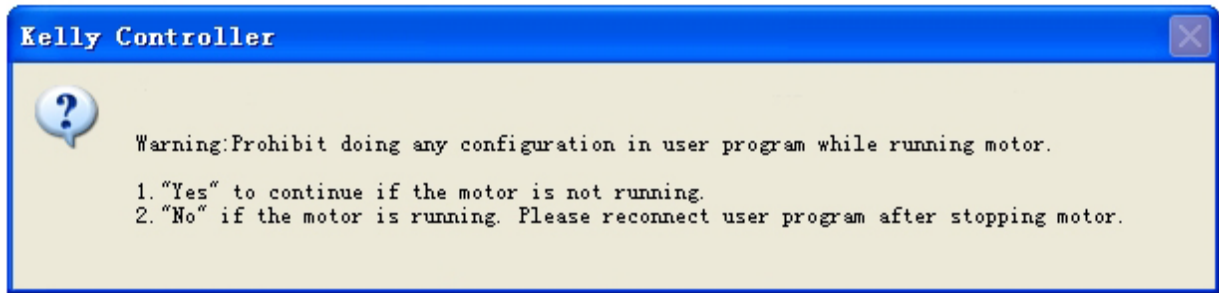 Kelly Controller
Warning:Prohibit doing any configuration in user program while running motor.
1."Yes" to continue if the motor is not running.
2."No" if the motor is running. Please reconnect user program after stopping motor.